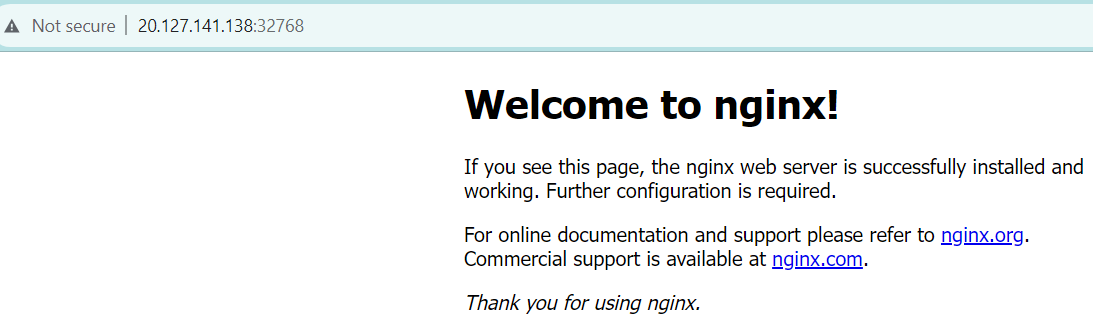 Not secure | 20.127.141.138:32768
Welcome to nginx!
If you see this page, the nginx web server is successfully installed and
working. Further configuration is required.
For online documentation and support please refer to nginx.org.
Commercial support is available at nginx.com.
Thank you for using nginx.